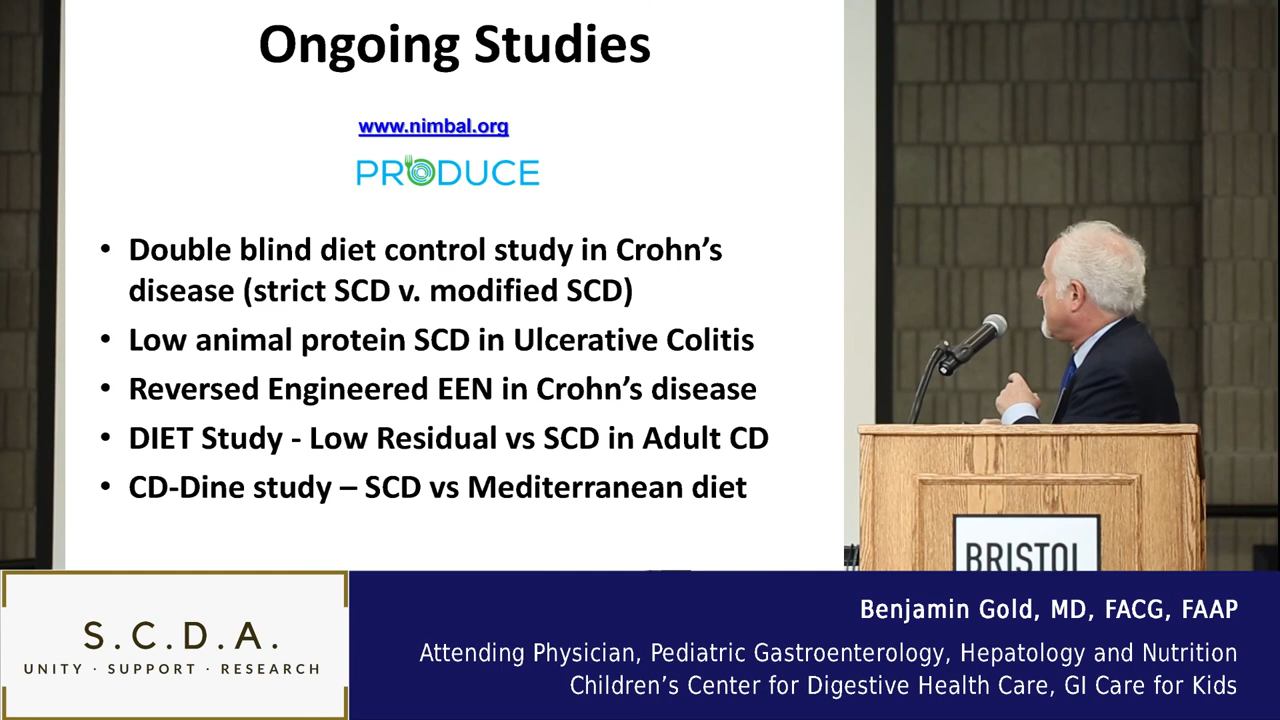 Ongoing Studies
www.nimbal.org
PRODUCE
• Double blind diet control study in Crohn’s
disease (strict SCD v. modified SCD)
• Low animal protein SCD in Ulcerative Colitis
• Reversed Engineered EEN in Crohn’s disease
• DIET Study - Low Residual vs SCD in Adult CD
• CD-Dine study – SCD vs Mediterranean diet
BRISTOL
S.C.D.A.
UNITY · SUPPORT · RESEARCH
Benjamin Gold, MD, FACG, FAAP
Attending Physician, Pediatric Gastroenterology, Hepatology and Nutrition
Children’s Center for Digestive Health Care, GI Care for Kids